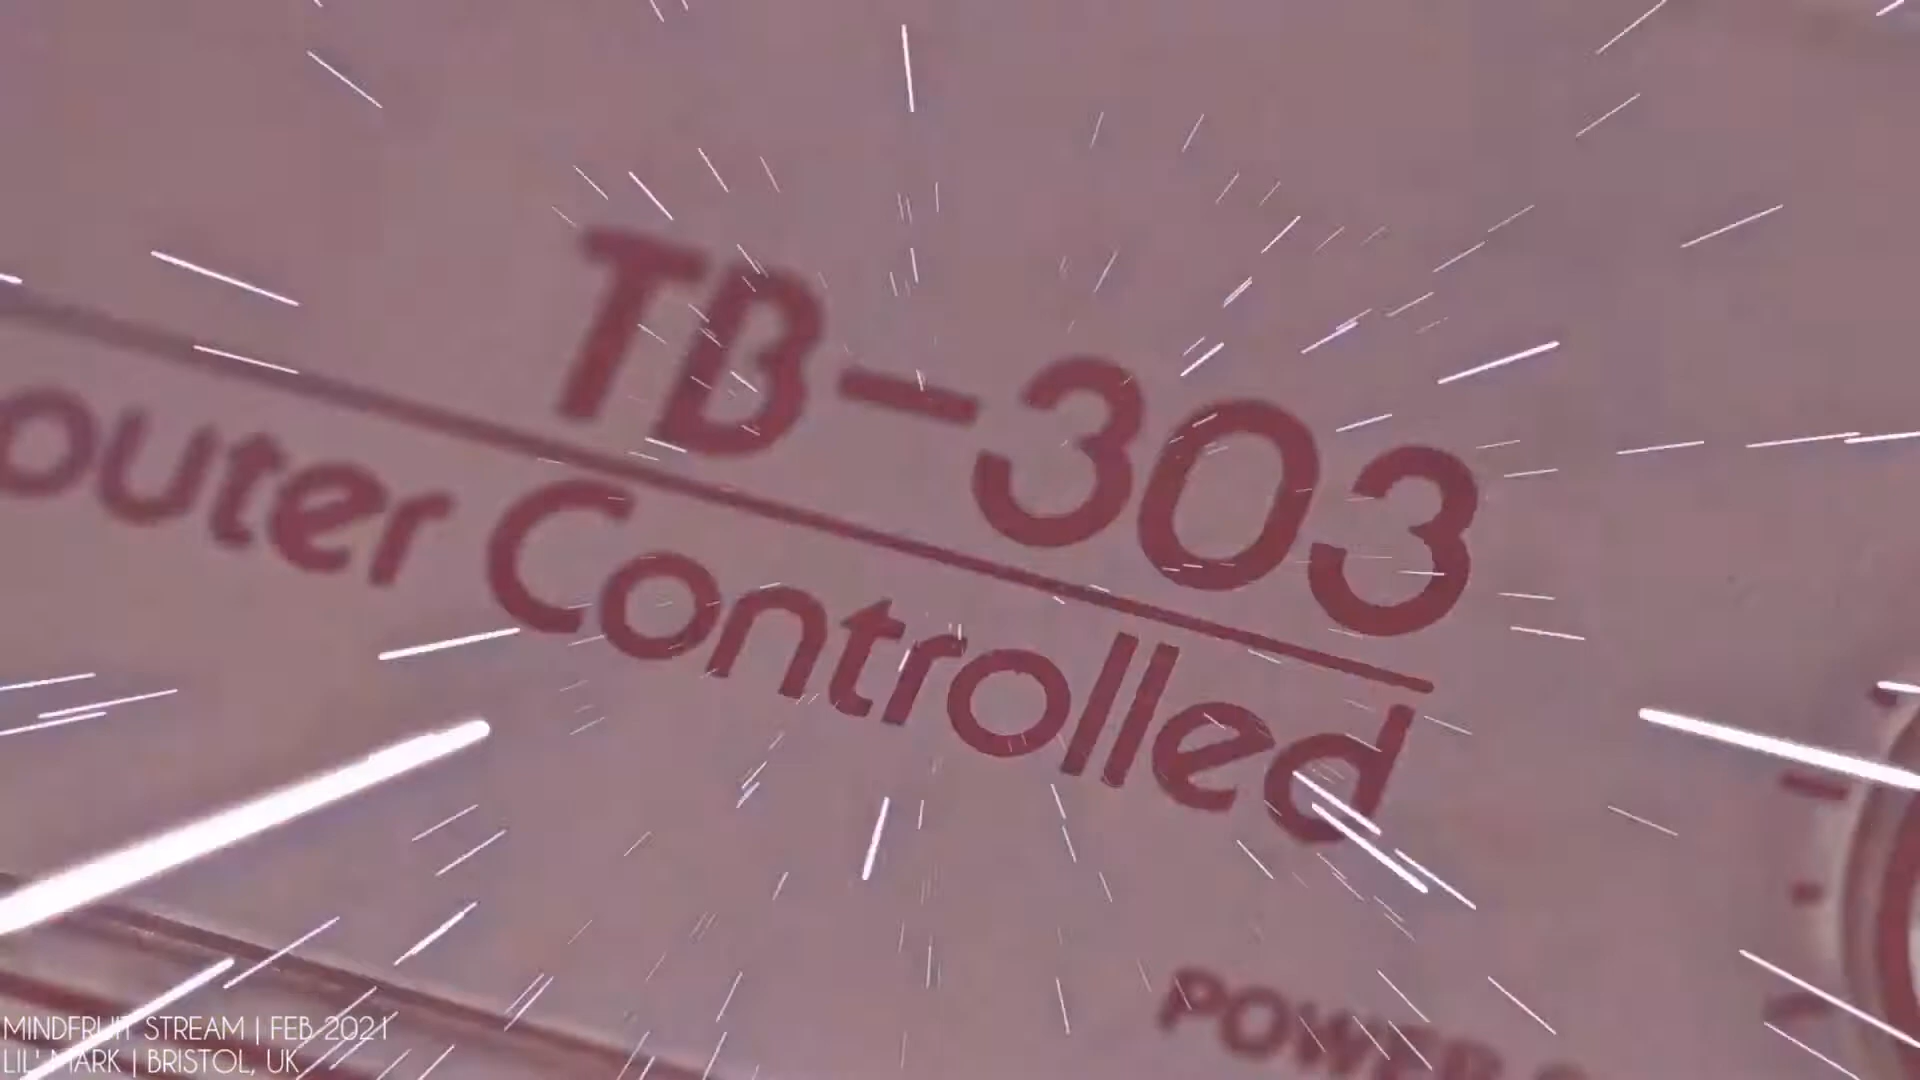 TB-303
outer Controlled
POWER
MINDFRUIT STREAM | FEB 2021
LIL' MARK | BRISTOL, UK